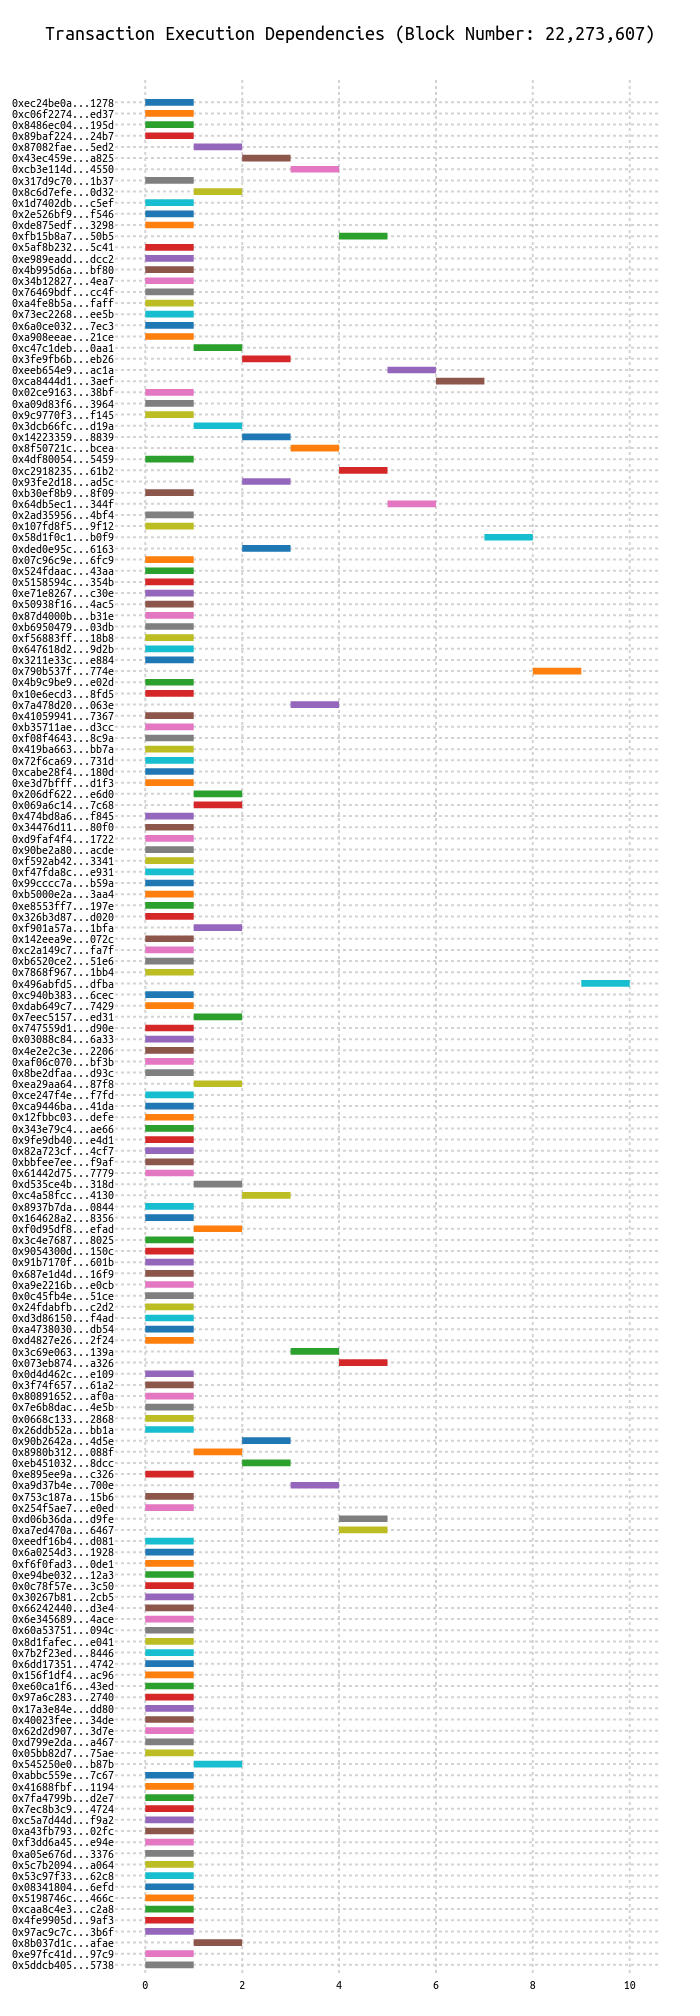 Transaction Execution Dependencies (Block Number: 22,273,607)
0xec24be0a...1278
0xc06f2274...ed37
0x8486ec04...195d
0x89baf224...24b7
0x87082fae...5ed2
0x43ec459e...a825
0xcb3e114d...4550
0x317d9c70...1b37
0x8c6d7efe...0d32
0x1d7402db...c5ef
0x2e526bf9...f546
0xde875edf...3298
0xfb15b8a7...50b5
0x5af8b232...5c41
0xe989eadd...dcc2
0x4b995d6a...bf80
0x34b12827...4ea7
0x76469bdf...cc4f
0xa4fe8b5a...faff
0x73ec2268...ee5b
0x6a0ce032...7ec3
0xa908eeae...21ce
0xc47c1deb...0aa1
0x3fe9fb6b...eb26
0xeeb654e9...ac1a
0xca8444d1...3aef
0x02ce9163...38bf
0xa09d83f6...3964
0x9c9770f3...f145
0x3dcb66fc...d19a
0x14223359...8839
0x8f50721c...bcea
0x4df80054...5459
0xc2918235...61b2
0x93fe2d18...ad5c
0xb30ef8b9...8f09
0x64db5ec1...344f
0x2ad35956...4bf4
0x107fd8f5...9f12
0x58d1f0c1...b0f9
0xded0e95c...6163
0x07c96c9e...6fc9
0x524fdaac...43aa
0x5158594c...354b
0xe71e8267...c30e
0x50938f16...4ac5
0x87d4000b...b31e
0xb6950479...03db
0xf56883ff...18b8
0x647618d2...9d2b
0x3211e33c...e884
0x790b537f...774e
0x4b9c9be9...e02d
0x10e6ecd3...8fd5
0x7a478d20...063e
0x41059941...7367
0xb35711ae...d3cc
0xf08f4643...8c9a
0x419ba663...bb7a
0x72f6ca69...731d
0xcabe28f4...180d
0xe3d7bfff...d1f3
0x206df622...e6d0
0x069a6c14...7c68
0x474bd8a6...f845
0x34476d11...80f0
0xd9faf4f4...1722
0x90be2a80...acde
0xf592ab42...3341
0xf47fda8c...e931
0x99cccc7a...b59a
0xb5000e2a...3aa4
0xe8553ff7...197e
0x326b3d87...d020
0xf901a57a...1bfa
0x142eea9e...072c
0xc2a149c7...fa7f
0xb6520ce2...51e6
0x7868f967...1bb4
0x496abfd5...dfba
0xc940b383...6cec
0xdab649c7...7429
0x7eec5157...ed31
0x747559d1...d90e
0x03088c84...6a33
0x4e2e2c3e...2206
0xaf06c070...bf3b
0x8be2dfaa...d93c
0xea29aa64...87f8
0xce247f4e...f7fd
0xca9446ba...41da
0x12fbbc03...defe
0x343e79c4...ae66
0x9fe9db40...e4d1
0x82a723cf...4cf7
0xbbfee7ee...f9af
0x61442d75...7779
0xd535ce4b...318d
0xc4a58fcc...4130
0x8937b7da...0844
0x164628a2...8356
0xf0d95df8...efad
0x3c4e7687...8025
0x9054300d...150c
0x91b7170f...601b
0x687e1d4d...16f9
0xa9e2216b...e0cb
0x0c45fb4e...51ce
0x24fdabfb...c2d2
0xd3d86150...f4ad
0xa4738030...db54
0xd4827e26...2f24
0x3c69e063...139a
0x073eb874...a326
0x0d4d462c...e109
0x3f74f657...61a2
0x80891652...af0a
0x7e6b8dac...4e5b
0x0668c133...2868
0x26ddb52a...bb1a
0x90b2642a...4d5e
0x8980b312...088f
0xeb451032...8dcc
0xe895ee9a...c326
0xa9d37b4e...700e
0x753c187a...15b6
0x254f5ae7...e0ed
0xd06b36da...d9fe
0xa7ed470a...6467
0xeedf16b4...d081
0x6a0254d3...1928
0xf6f0fad3...0de1
0xe94be032...12a3
0x0c78f57e...3c50
0x30267b81...2cb5
0x66242440...d3e4
0x6e345689...4ace
0x60a53751...094c
0x8d1fafec...e041
0x7b2f23ed...8446
0x6dd17351...4742
0x156f1df4...ac96
0xe60ca1f6...43ed
0x97a6c283...2740
0x17a3e84e...dd80
0x40023fee...34de
0x62d2d907...3d7e
0xd799e2da...a467
0x05bb82d7...75ae
0x545250e0...b87b
0xabbc559e...7c67
0x41688fbf...1194
0x7fa4799b...d2e7
0x7ec8b3c9...4724
0xc5a7d44d...f9a2
0xa43fb793...02fc
0xf3dd6a45...e94e
0xa05e676d...3376
0x5c7b2094...a064
0x53c97f33...62c8
0x08341804...6efd
0x5198746c...466c
0xcaa8c4e3...c2a8
0x4fe9905d...9af3
0x97ac9c7c...3b6f
0x8b037d1c...afae
0xe97fc41d...97c9
0x5ddcb405...5738
0 2 4 6 8 10